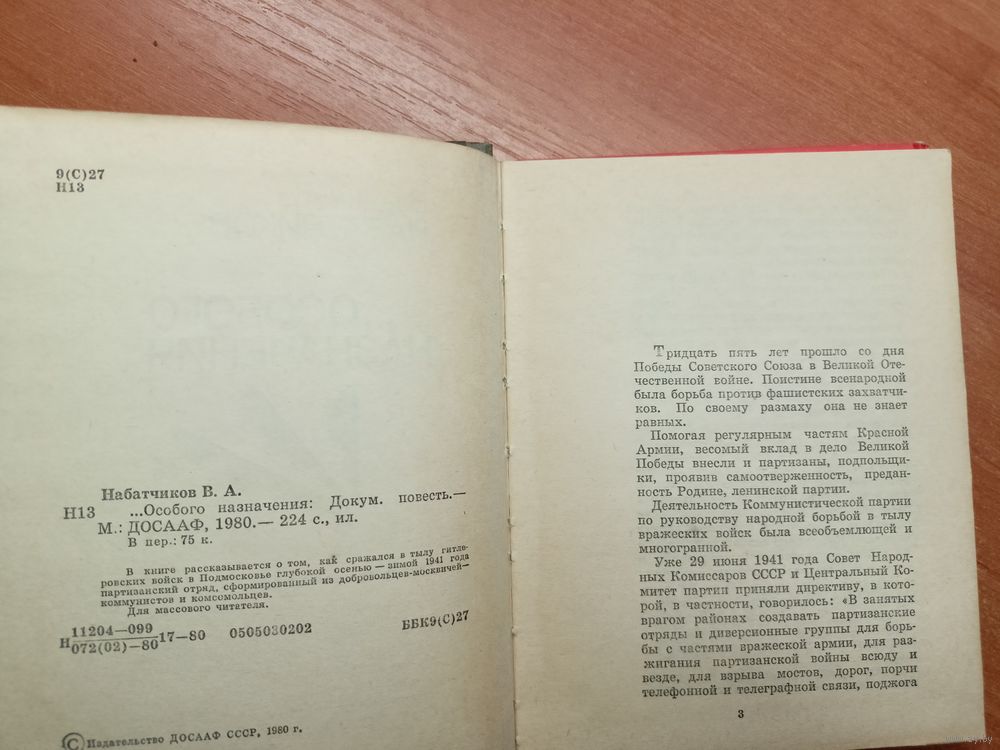 9(С)27
Н13
Набатчиков В. А.
Н13 ...Особого назначения: Докум. повесть.—
М.: ДОСААФ, 1980.— 224 с., ил.
В пер.: 75 к.
В книге рассказывается о том, как сражался в тылу гитле-
ровских войск в Подмосковье глубокой осенью — зимой 1941 года
партизанский отряд, сформированный из добровольцев-москвичей—
коммунистов и комсомольцев.
Для массового читателя.
Н 11204—099
072(02)—80 17—80 0505030202 ББК9(С)27
© Издательство ДОСААФ СССР, 1980 г.
Тридцать пять лет прошло со дня
Победы Советского Союза в Великой Оте-
чественной войне. Поистине всенародной
была борьба против фашистских захватчи-
ков. По своему размаху она не знает
равных.
Помогая регулярным частям Красной
Армии, весомый вклад в дело Великой
Победы внесли и партизаны, подпольщи-
ки, проявив самоотверженность, предан-
ность Родине, ленинской партии.
Деятельность Коммунистической партии
по руководству народной борьбой в тылу
вражеских войск была всеобъемлющей и
многогранной.
Уже 29 июня 1941 года Совет Народ-
ных Комиссаров СССР и Центральный Ко-
митет партии приняли директиву, в кото-
рой, в частности, говорилось: «В занятых
врагом районах создавать партизанские
отряды и диверсионные группы для борь-
бы с частями вражеской армии, для раз-
жигания партизанской войны всюду и
везде, для взрыва мостов, дорог, порчи
телефонной и телеграфной связи, поджога
3